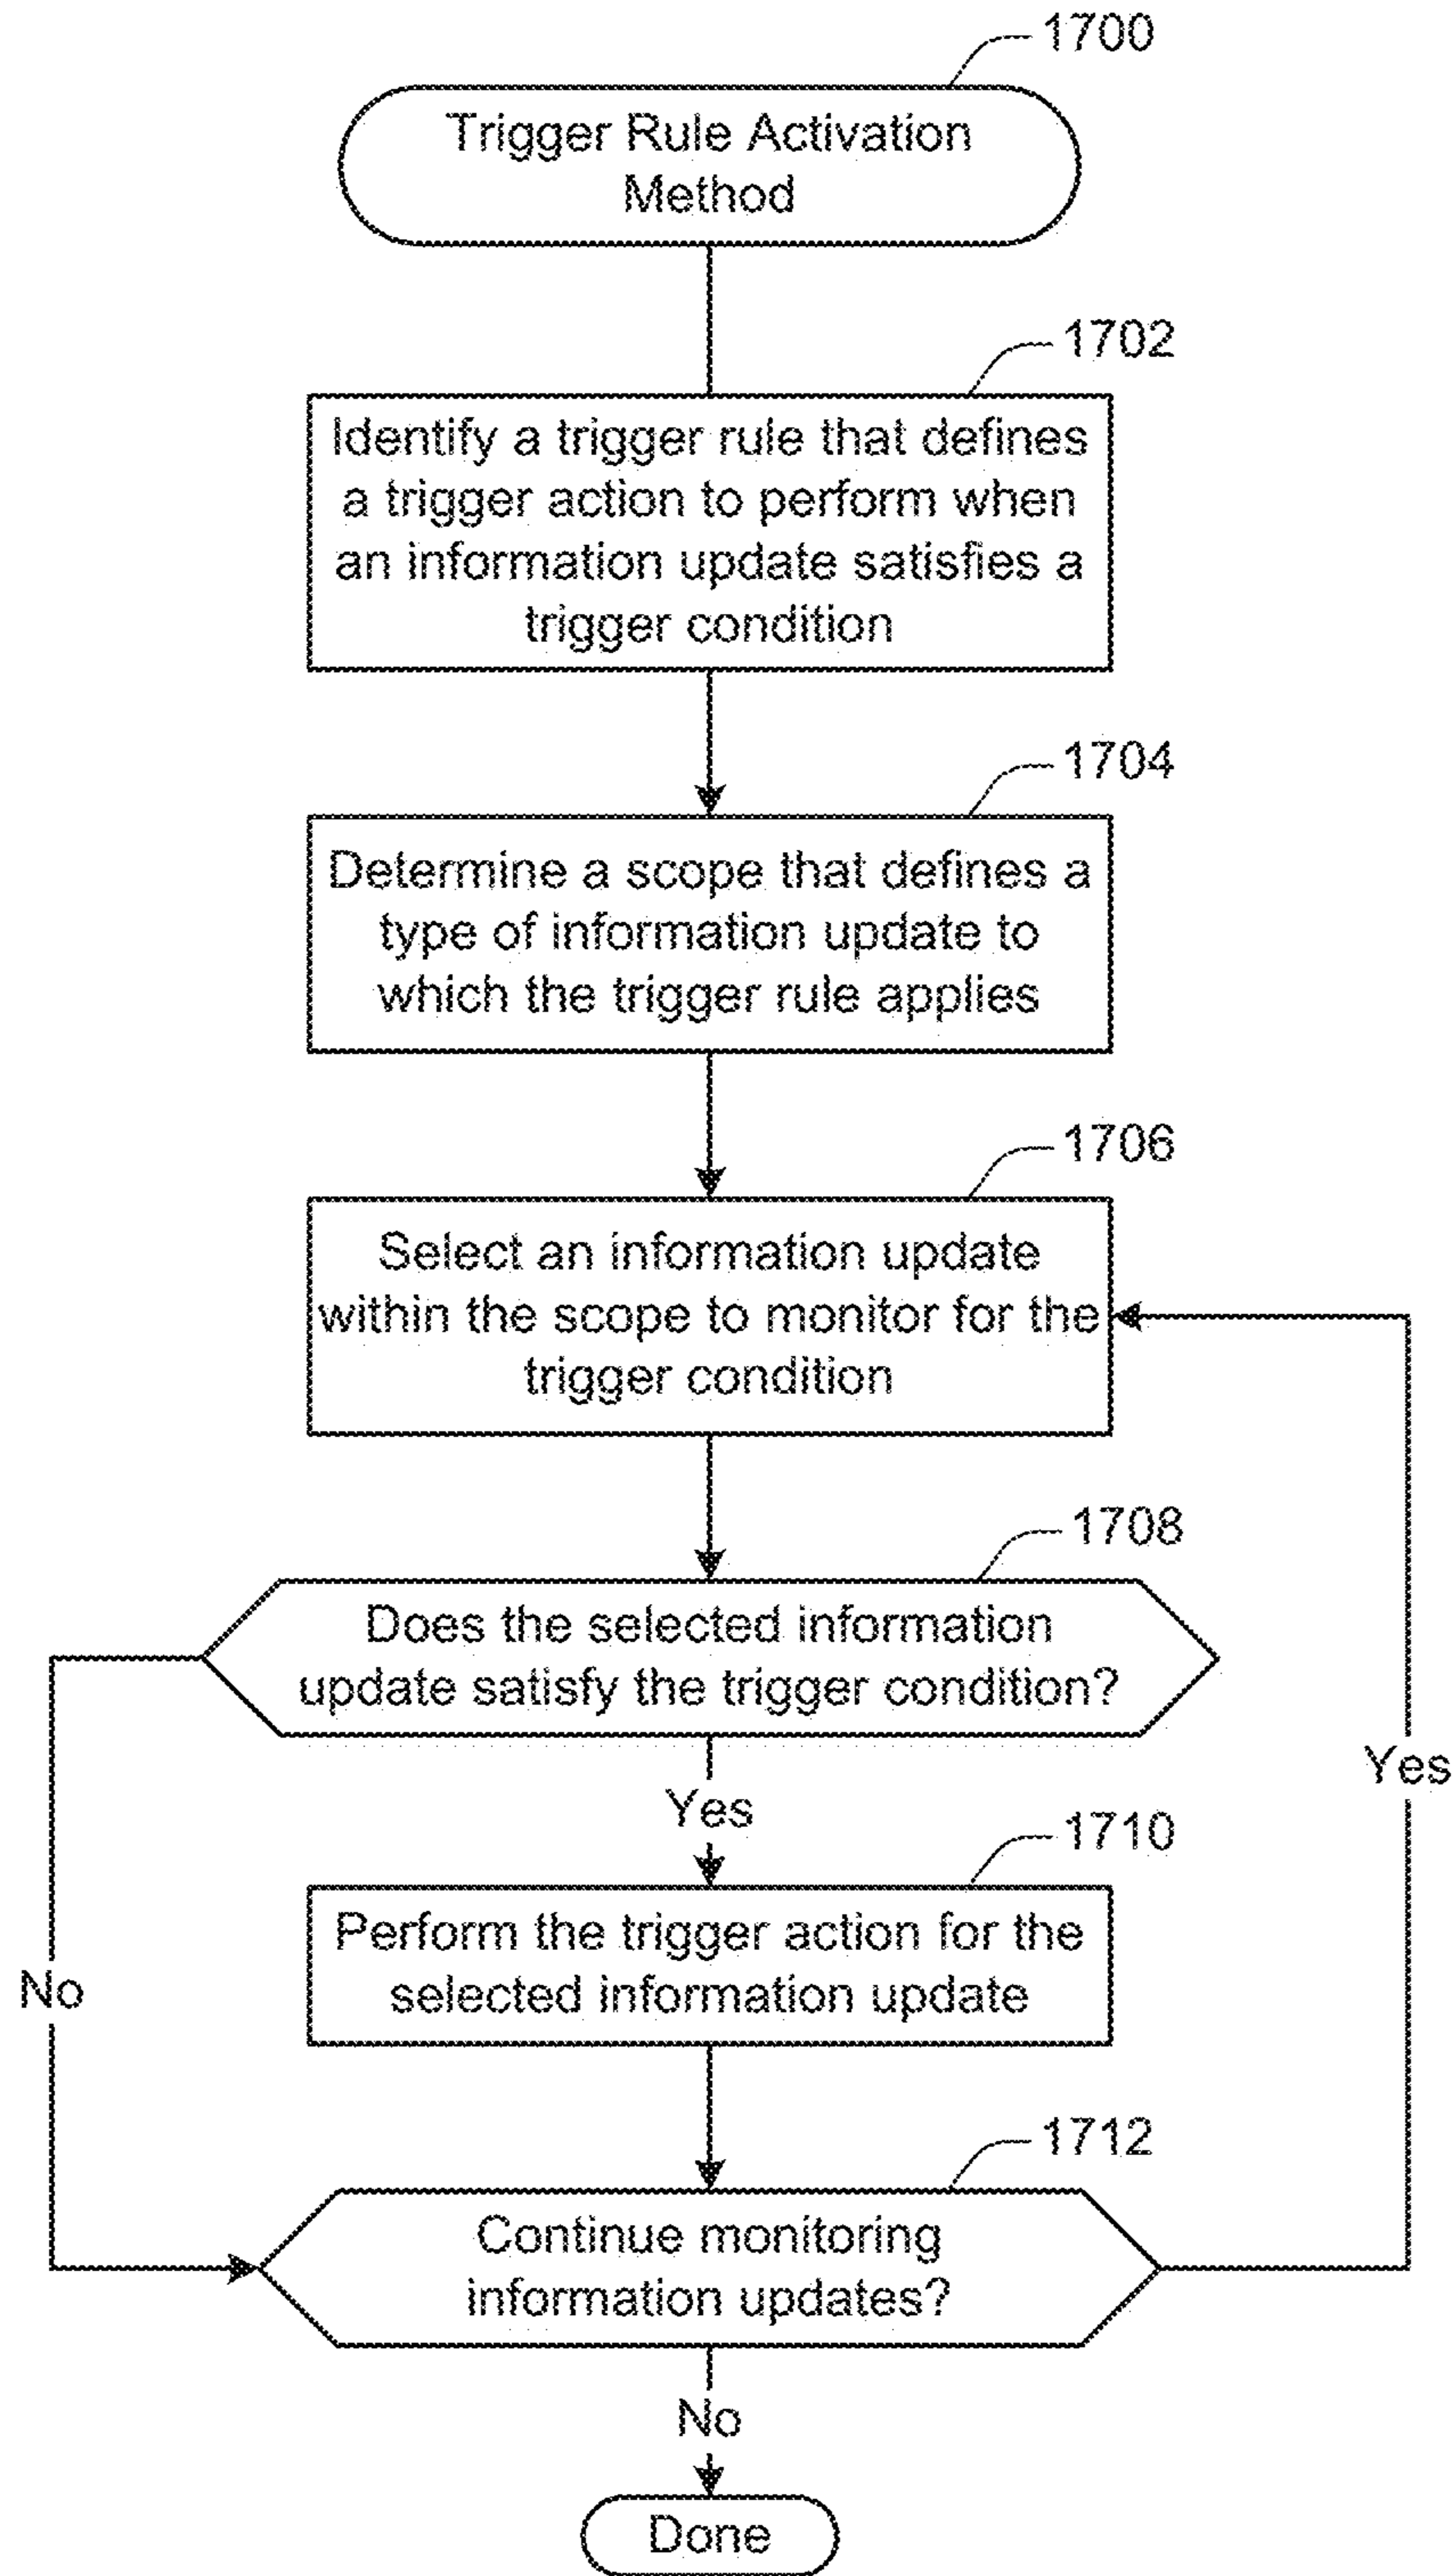 1700
Trigger Rule Activation
Method
1702
Identify a trigger rule that defines
a trigger action to perform when
an information update satisfies a
trigger condition
1704
Determine a scope that defines a
type of information update to
which the trigger rule applies
1706
Select an information update
within the scope to monitor for the
trigger condition
1708
Does the selected information
update satisfy the trigger condition?
Yes
Yes
1710
Perform the trigger action for the
selected information update
No
1712
Continue monitoring
information updates?
No
Done